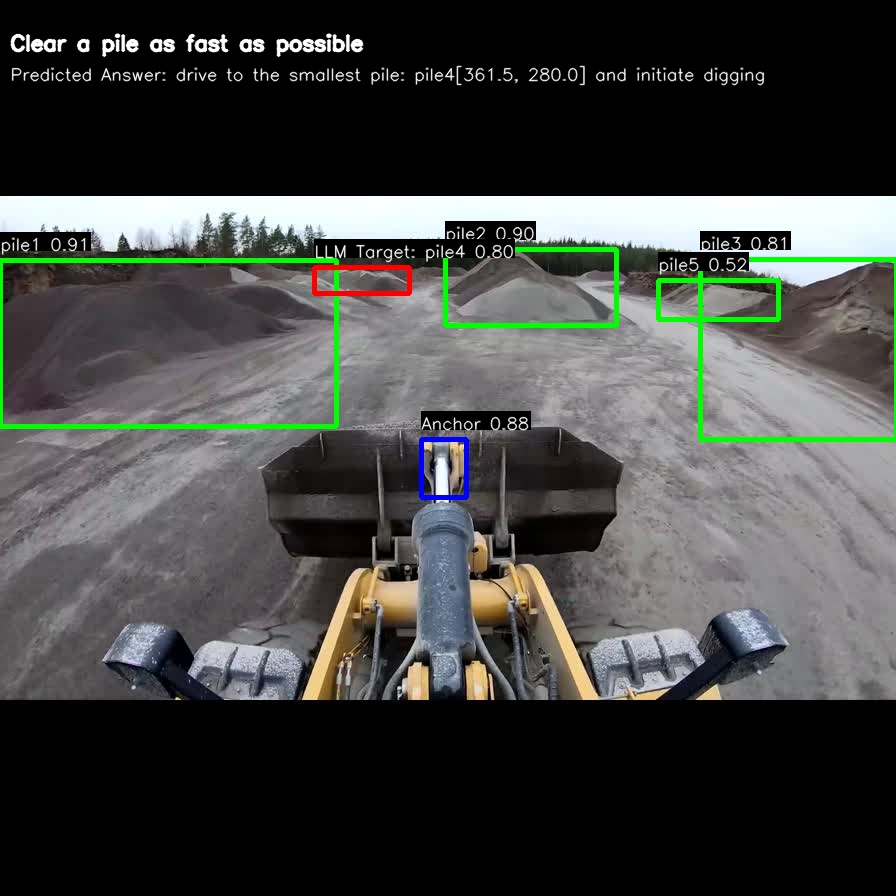 Clear a pile as fast as possible
Predicted Answer: drive to the smallest pile: pile4[361.5, 280.0] and initiate digging
pile2 0.90
pile1 0.91
LLM Target: pile4 0.80
pile3 0.81
pile5 0.52
Anchor 0.88